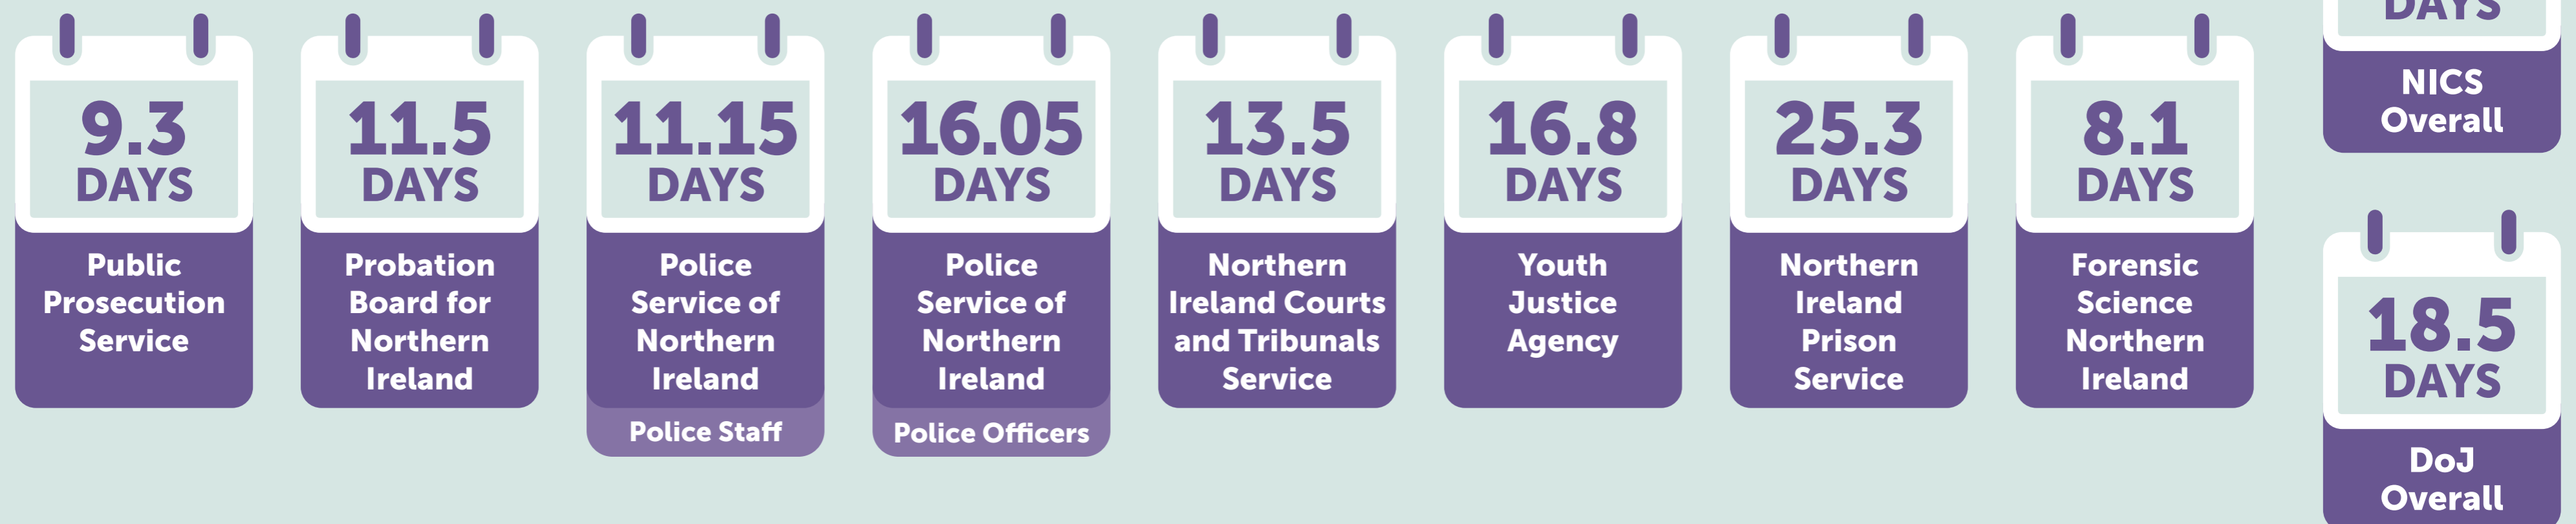 9.3
DAYS
Public
Prosecution
Service
11.5
DAYS
Probation
Board for
Northern
Ireland
11.15
DAYS
Police
Service of
Northern
Ireland
Police Staff
16.05
DAYS
Police
Service of
Northern
Ireland
Police Officers
13.5
DAYS
Northern
Ireland Courts
and Tribunals
Service
16.8
DAYS
Youth
Justice
Agency
25.3
DAYS
Northern
Ireland
Prison
Service
8.1
DAYS
Forensic
Science
Northern
Ireland
DAYS
NICS
Overall
18.5
DAYS
DoJ
Overall